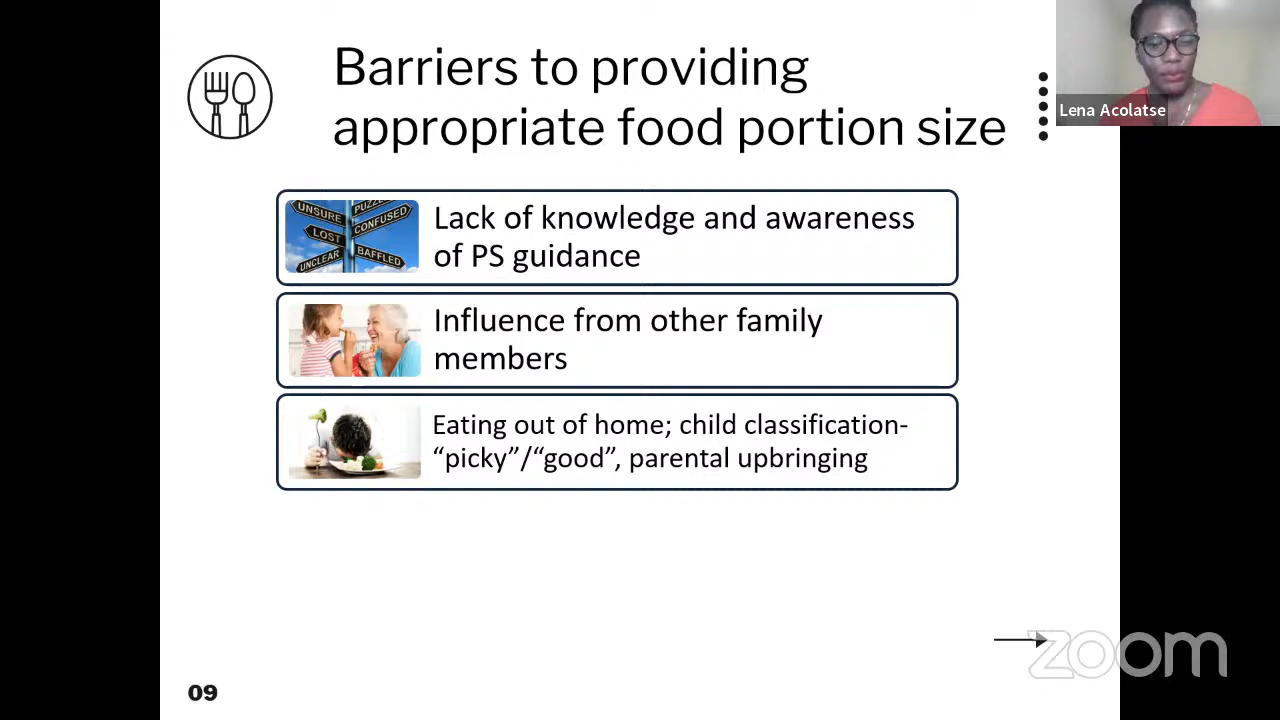 Barriers to providing
appropriate food portion size
Lena Acolatse
UNSURE
PUZZLE
CONFUSED
LOST
BAFFLED
UNCLEAR
Lack of knowledge and awareness
of PS guidance
Influence from other family
members
Eating out of home; child classification-
“picky”/“good”, parental upbringing
zoom
09